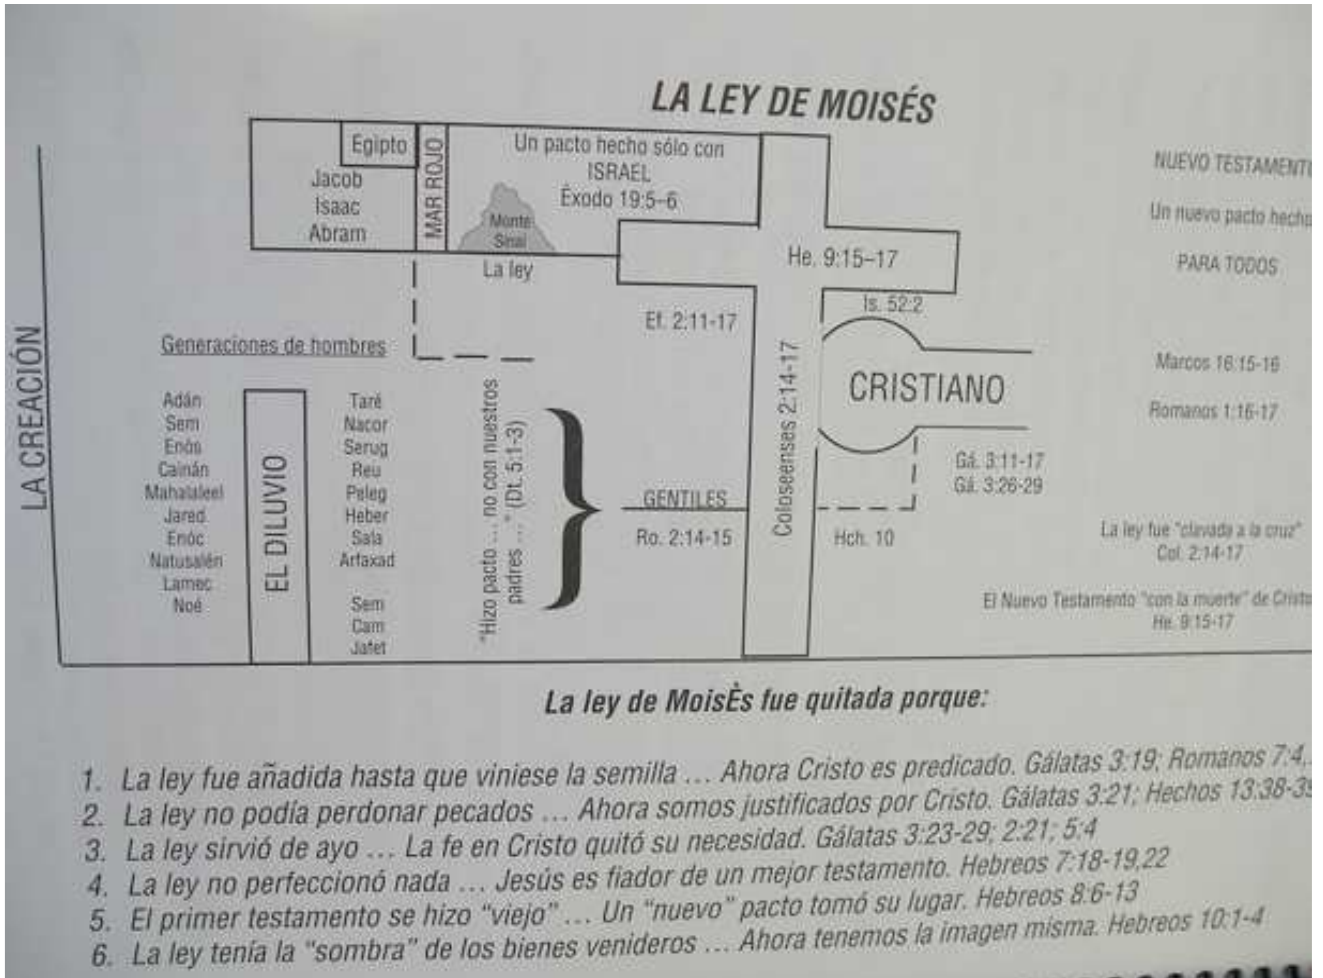 LA LEY DE MOISÉS
LA CREACIÓN
Egipto
Jacob
Isaac
Abram
MAR ROJO
Un pacto hecho sólo con
ISRAEL
Éxodo 19:5–6
Monte
Sinai
La ley
He. 9:15–17
Is. 52:2
Ef. 2:11-17
Coloseenses 2:14-17
CRISTIANO
NUEVO TESTAMENTO
Un nuevo pacto hecho
PARA TODOS
Marcos 16:15-16
Romanos 1:16-17
Generaciones de hombres
Adán
Sem
Enós
Cainán
Mahalaleel
Jared
Enóc
Natusalén
Lamec
Noé
EL DILUVIO
Taré
Nacor
Serug
Reu
Peleg
Heber
Sala
Arfaxad
Sem
Cam
Jafet
"Hizo pacto ... no con nuestros
padres ..." (Dt. 5:1-3)
GENTILES
Ro. 2:14-15
Hch. 10
Gá. 3:11-17
Gá. 3:26-29
La ley fue "clavada a la cruz"
Col. 2:14-17
El Nuevo Testamento "con la muerte" de Cristo
He. 9:15-17
La ley de MoisÈs fue quitada porque:
1. La ley fue añadida hasta que viniese la semilla ... Ahora Cristo es predicado. Gálatas 3:19; Romanos 7:4,
2. La ley no podía perdonar pecados ... Ahora somos justificados por Cristo. Gálatas 3:21; Hechos 13:38-39
3. La ley sirvió de ayo ... La fe en Cristo quitó su necesidad. Gálatas 3:23-29; 2:21; 5:4
4. La ley no perfeccionó nada ... Jesús es fiador de un mejor testamento. Hebreos 7:18-19,22
5. El primer testamento se hizo "viejo" ... Un "nuevo" pacto tomó su lugar. Hebreos 8:6-13
6. La ley tenía la "sombra" de los bienes venideros ... Ahora tenemos la imagen misma. Hebreos 10:1-4